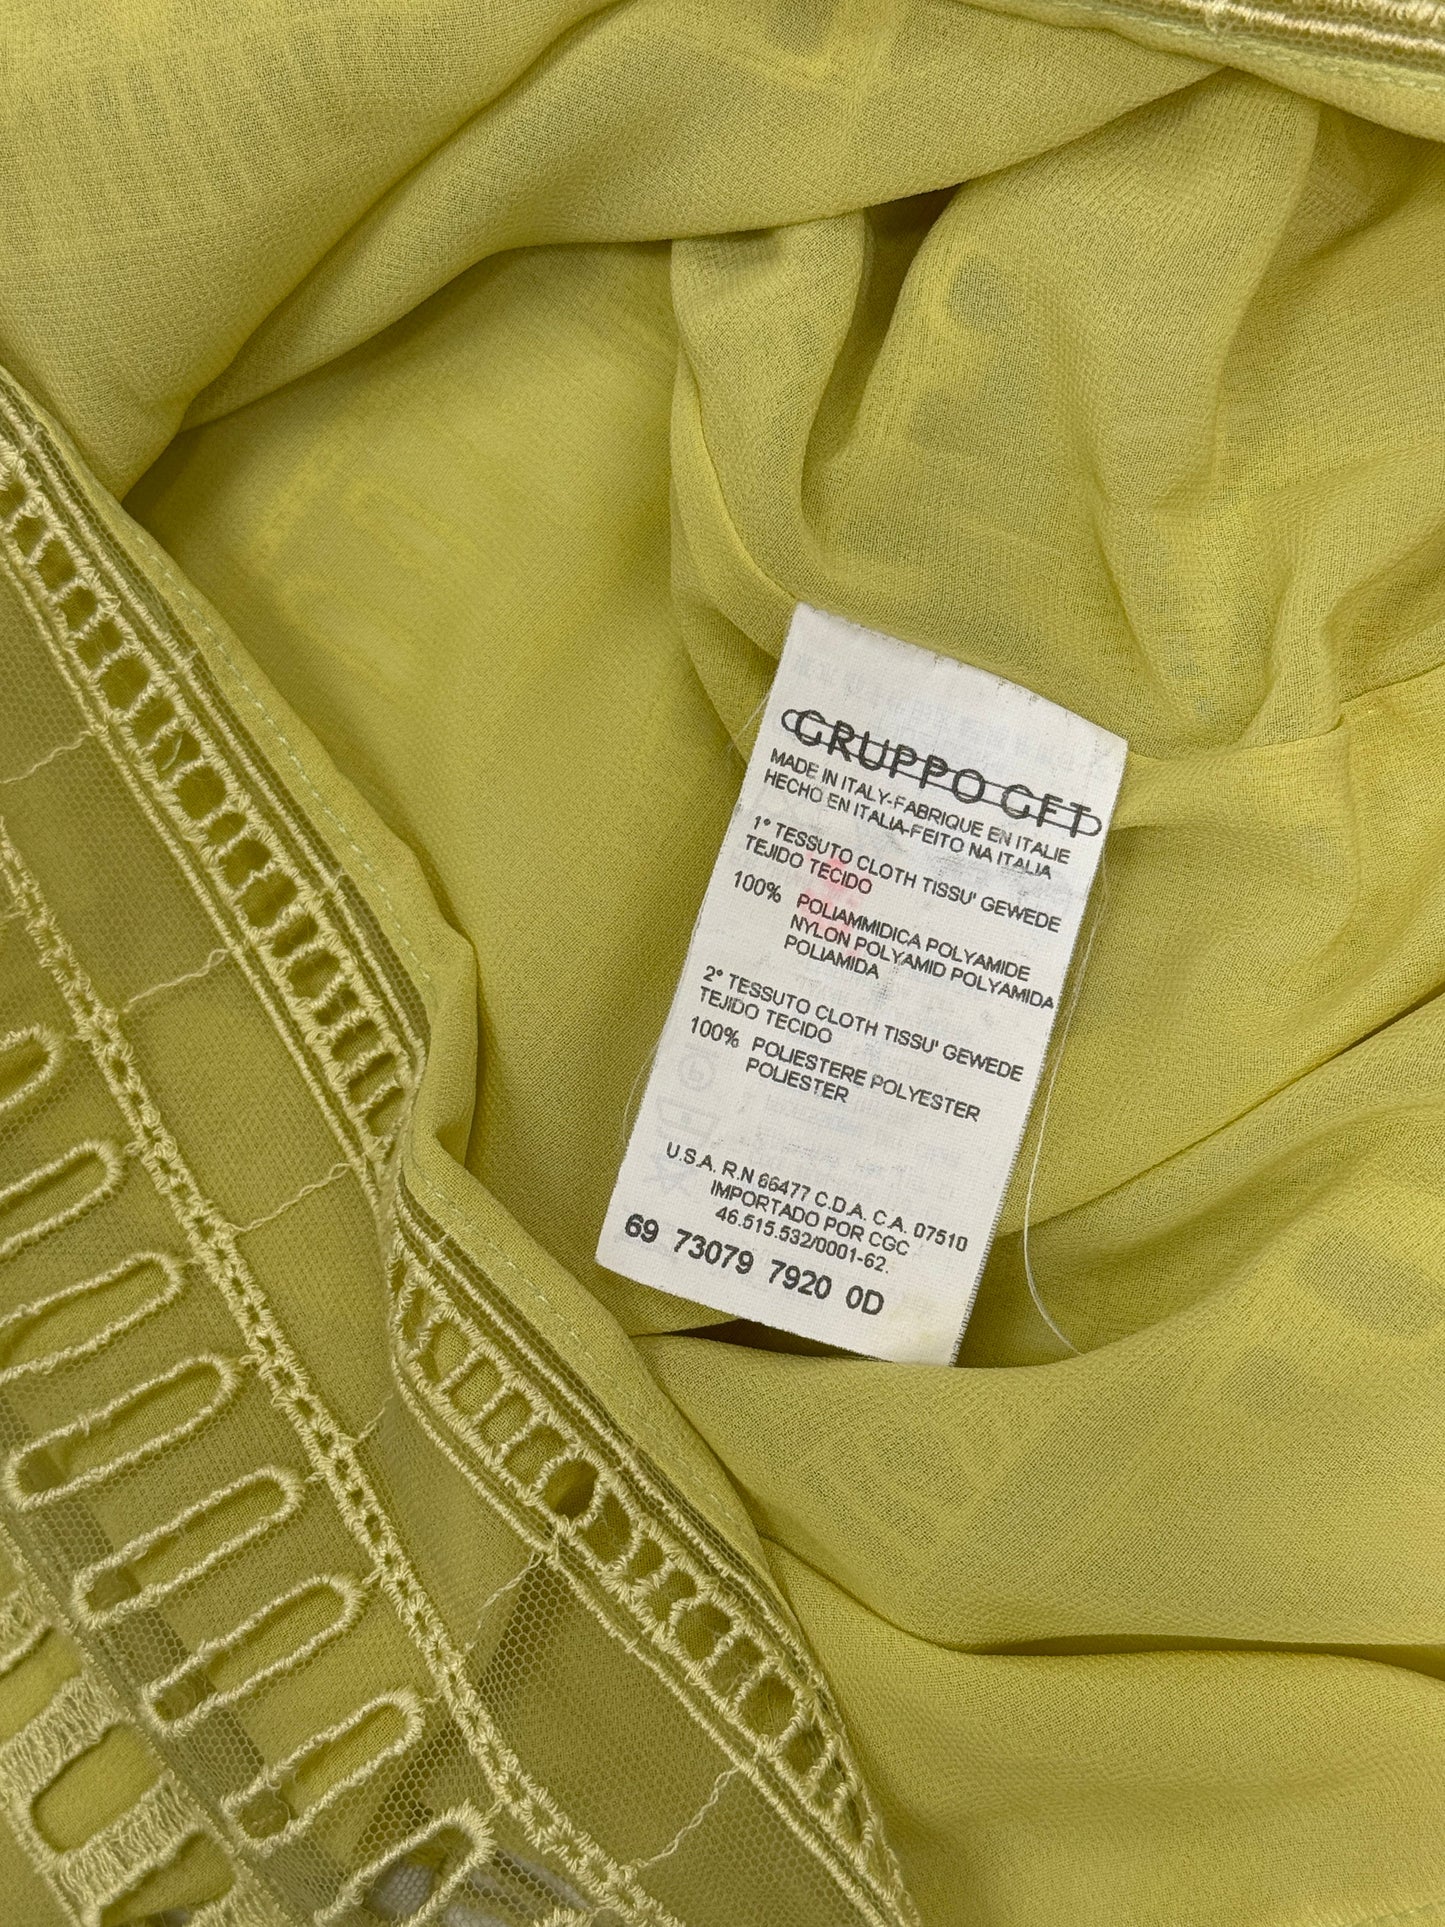 GRUPPO GFT
MADE IN ITALY-FABRIQUE EN ITALIE
HECHO EN ITALIA-FEITO NA ITALIA
1° TESSUTO CLOTH TISSU' GEWEDE
TEJIDO TECIDO
100% POLIAMMIDICA POLYAMIDE
NYLON POLYAMID POLYAMIDA
POLIAMIDA
2° TESSUTO CLOTH TISSU' GEWEDE
TEJIDO TECIDO
100% POLIESTERE POLYESTER
POLIESTER
U.S.A. R.N 66477 C.D.A. C.A. 07510
IMPORTADO POR CGC
46.515.532/0001-62.
69 73079 7920 0D